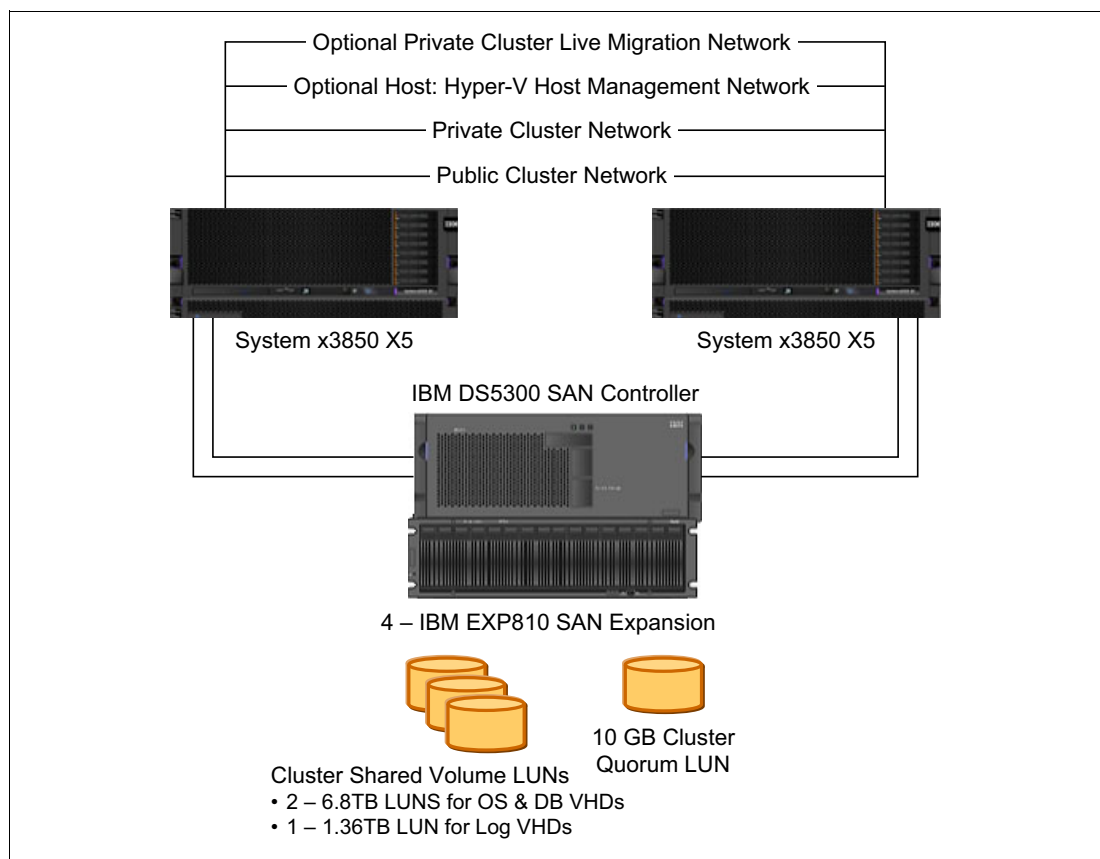 Optional Private Cluster Live Migration Network
Optional Host: Hyper-V Host Management Network
Private Cluster Network
Public Cluster Network
System x3850 X5
System x3850 X5
IBM DS5300 SAN Controller
4 – IBM EXP810 SAN Expansion
10 GB Cluster
Quorum LUN
Cluster Shared Volume LUNs
• 2 – 6.8TB LUNS for OS & DB VHDs
• 1 – 1.36TB LUN for Log VHDs